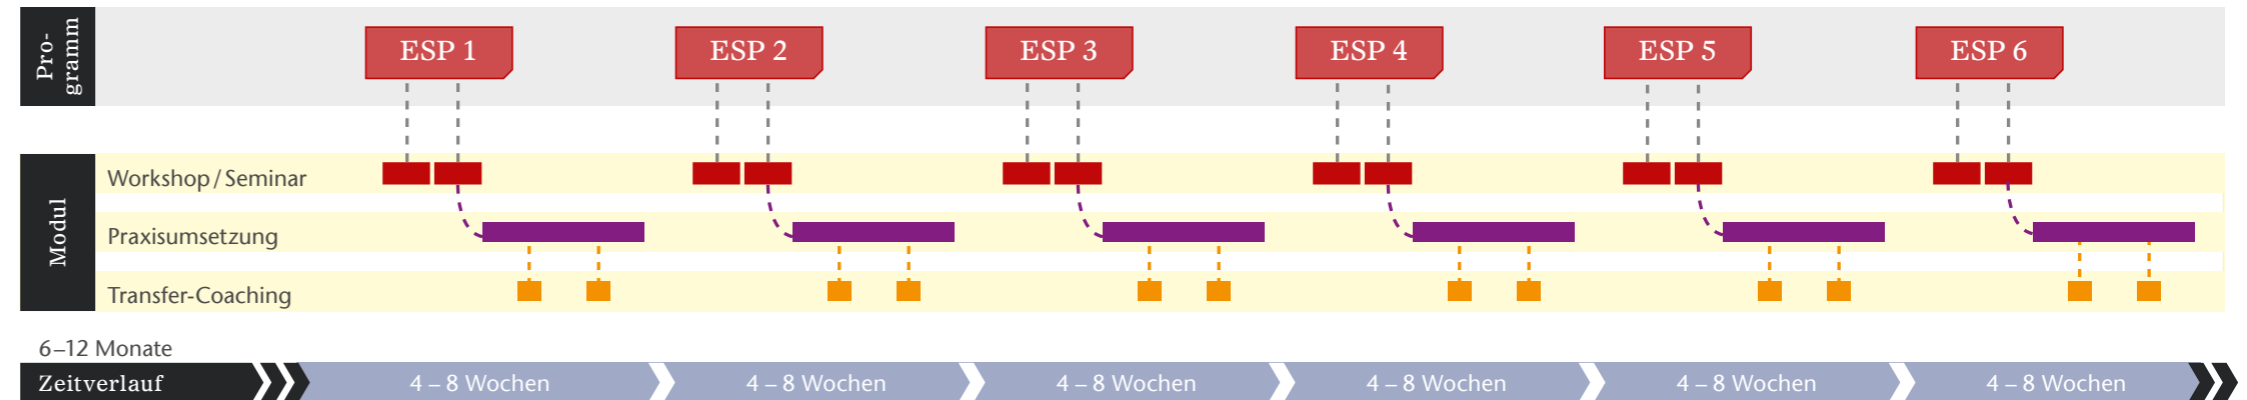 Pro-
gramm
ESP 1
ESP 2
ESP 3
ESP 4
ESP 5
ESP 6
Modul
Workshop / Seminar
Praxisumsetzung
Transfer-Coaching
6–12 Monate
Zeitverlauf
4 – 8 Wochen
4 – 8 Wochen
4 – 8 Wochen
4 – 8 Wochen
4 – 8 Wochen
4 – 8 Wochen